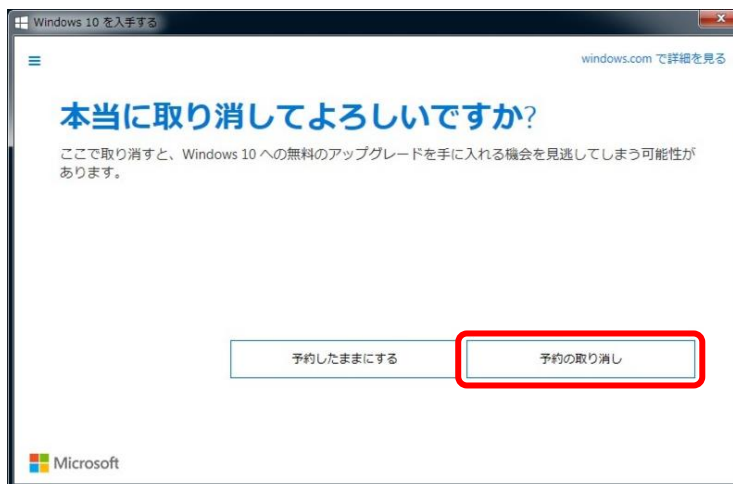 Windows 10 を入手する
windows.com で詳細を見る
本当に取り消してよろしいですか?
ここで取り消すと、Windows 10 への無料のアップグレードを手に入れる機会を見逃してしまう可能性が
あります。
予約したままにする
予約の取り消し
Microsoft